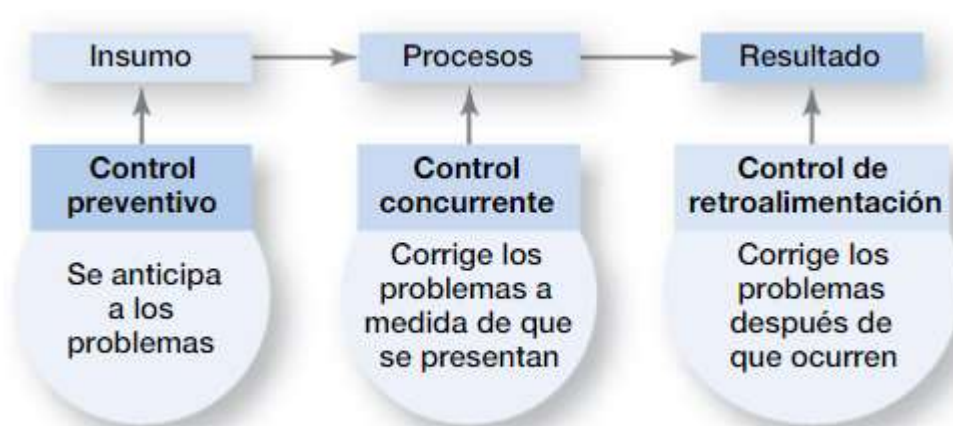 Insumo
Procesos
Resultado
Control
preventivo
Se anticipa
a los
problemas
Control
concurrente
Corrige los
problemas a
medida de que
se presentan
Control de
retroalimentación
Corrige los
problemas
después de
que ocurren